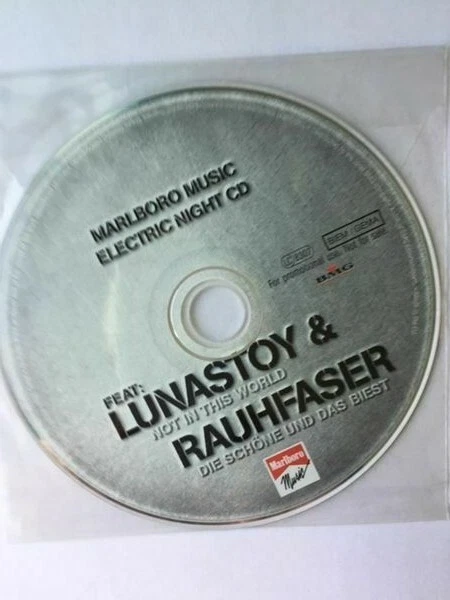 MARLBORO MUSIC
ELECTRIC NIGHT CD
BIEM / GEMA
For promotional use. Not for sale
BMG
FEAT:
LUNASTOY &
NOT IN THIS WORLD
RAUHFASER
DIE SCHÖNE UND DAS BIEST
Marlboro
Music